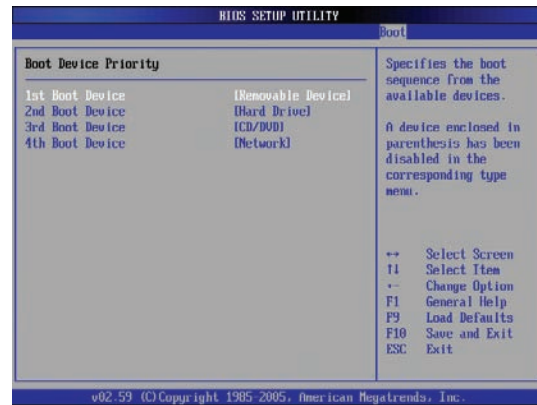 BIOS SETUP UTILITY
Boot
Boot Device Priority
1st Boot Device [Removable Device]
2nd Boot Device [Hard Drive]
3rd Boot Device [CD/DVD]
4th Boot Device [Network]
Specifies the boot
sequence from the
available devices.
A device enclosed in
parenthesis has been
disabled in the
corresponding type
menu.
↔ Select Screen
↑↓ Select Item
+- Change Option
F1 General Help
F9 Load Defaults
F10 Save and Exit
ESC Exit
v02.59 (C)Copyright 1985-2005, American Megatrends, Inc.